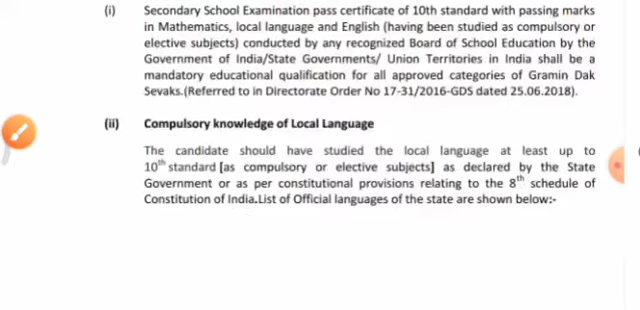 (i) Secondary School Examination pass certificate of 10th standard with passing marks
in Mathematics, local language and English (having been studied as compulsory or
elective subjects) conducted by any recognized Board of School Education by the
Government of India/State Governments/ Union Territories in India shall be a
mandatory educational qualification for all approved categories of Gramin Dak
Sevaks.(Referred to in Directorate Order No 17-31/2016-GDS dated 25.06.2018).
(ii) Compulsory knowledge of Local Language
The candidate should have studied the local language at least up to
10th standard [as compulsory or elective subjects] as declared by the State
Government or as per constitutional provisions relating to the 8th schedule of
Constitution of India.List of Official languages of the state are shown below:-